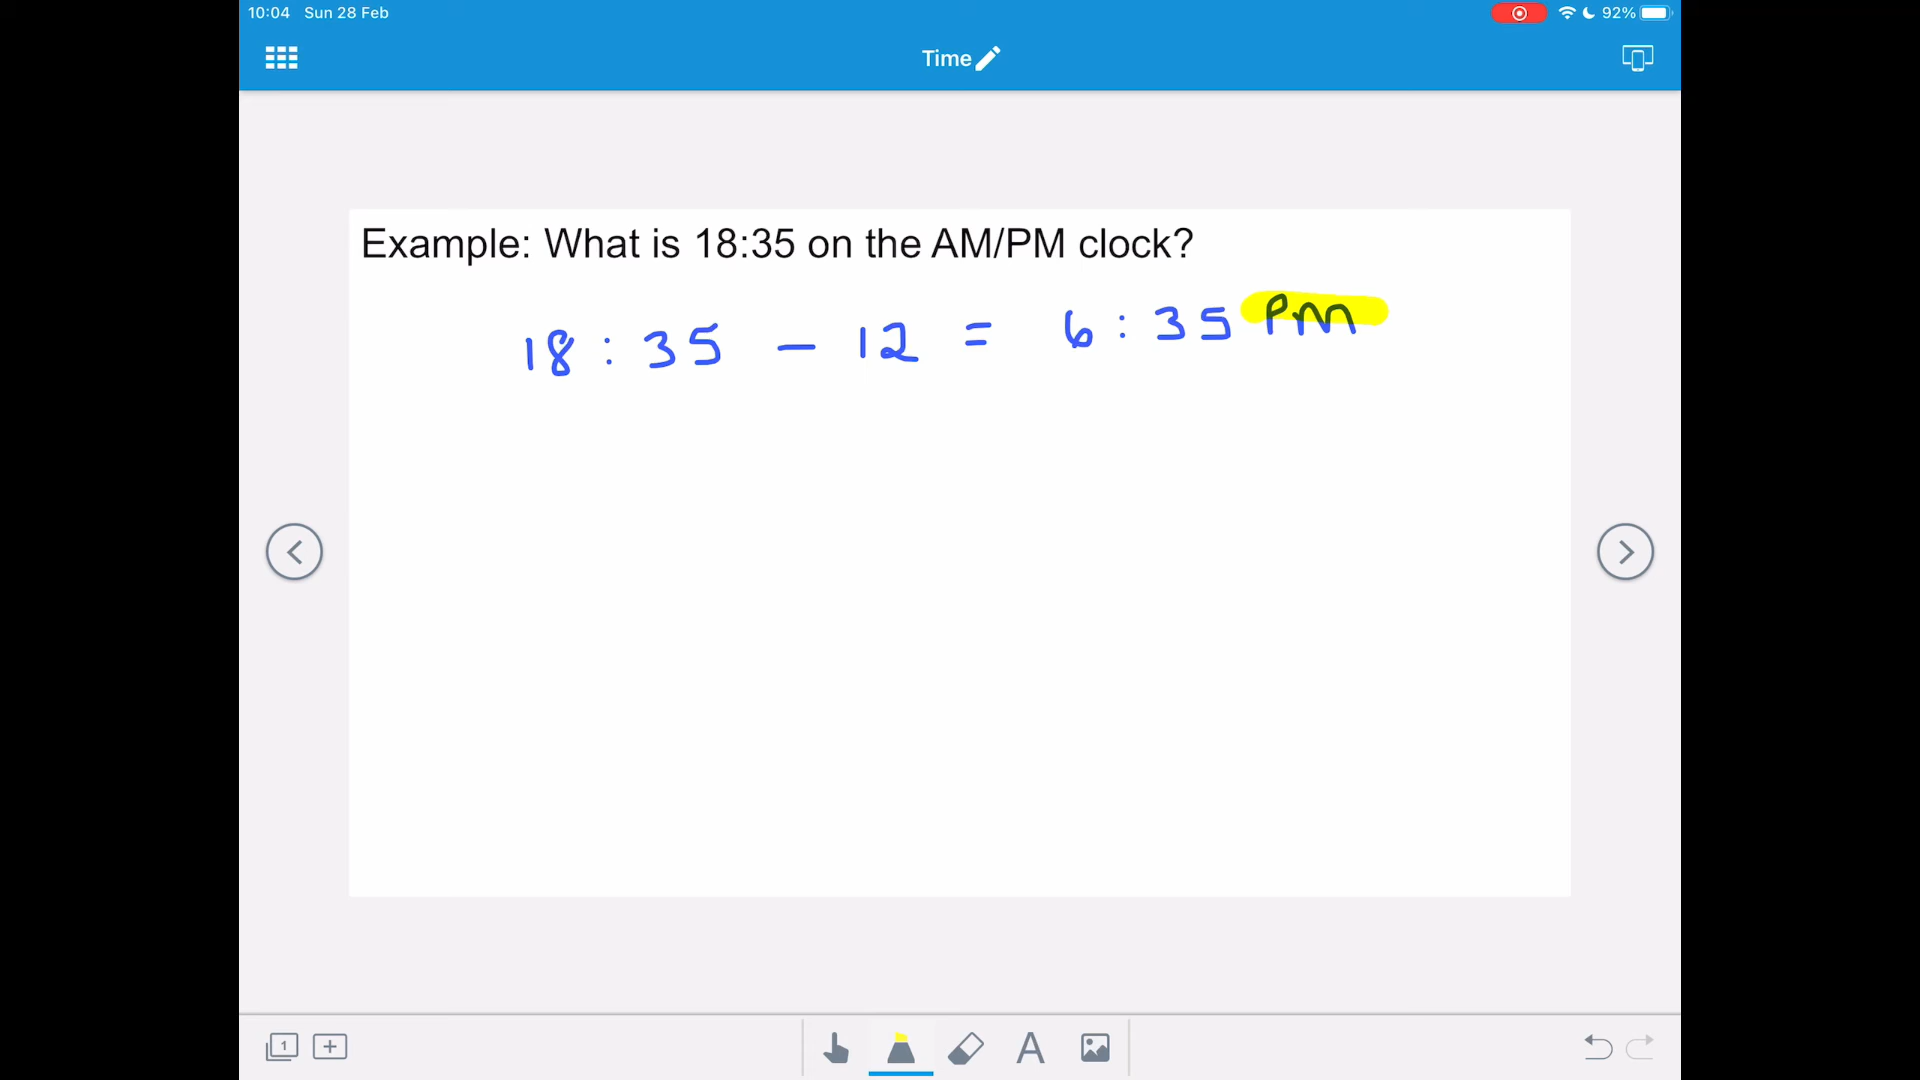 10:04 Sun 28 Feb 92%
Time
Example: What is 18:35 on the AM/PM clock?
18 : 35 - 12 = 6 : 35 PM
1
A